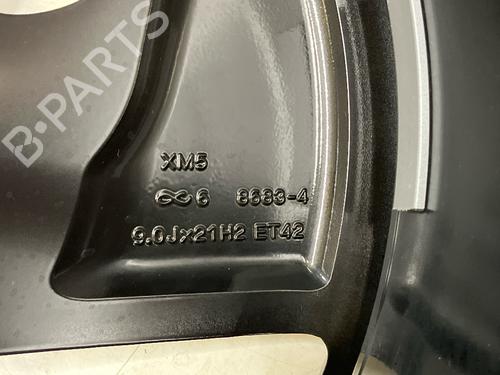 B-PARTS
XM5
∞6 8683-4
9.0Jx21H2 ET42